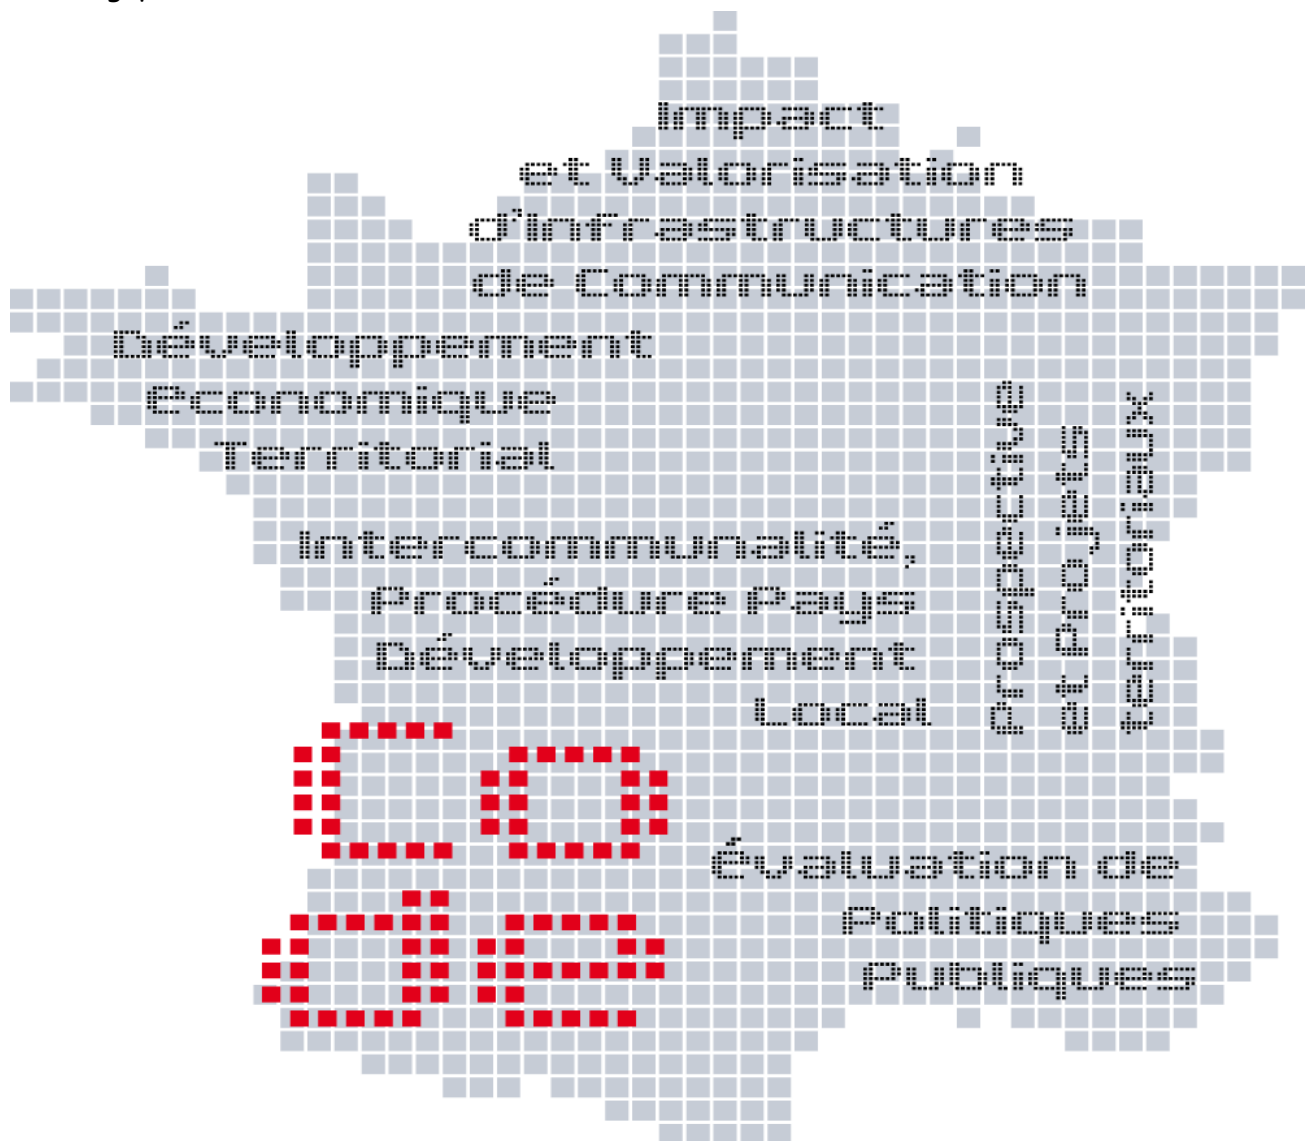 Impact
et Valorisation
d'Infrastructures
de Communication
Développement
économique
Territorial
Prospective
et Projets
territoriaux
Intercommunalité,
Procédure Pays
Développement
Local
Co
de
Évaluation de
Politiques
Publiques